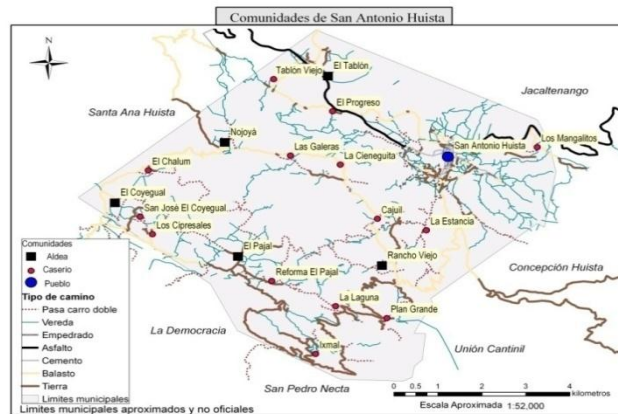 Comunidades de San Antonio Huista
N
Tablón Viejo
El Tablón
Jacaltenango
Santa Ana Huista
El Progreso
Nojoyá
Las Galeras
San Antonio Huista
Los Mangalitos
La Cieneguita
El Chalum
El Coyegual
San José El Coyegual
Cajuil
La Estancia
Los Cipresales
Comunidades
Aldea
Caserio
Pueblo
El Pajal
Rancho Viejo
Concepción Huista
Reforma El Pajal
Tipo de camino
Pasa carro doble
Vereda
Empedrado
Asfalto
Cemento
Balasto
Tierra
Limites municipales
La Laguna
Plan Grande
La Democracia
Unión Cantinil
Ixmal
San Pedro Necta
0 0.5 1 2 3 4
kilometros
Escala Aproximada 1:52,000
Limites municipales aproximados y no oficiales